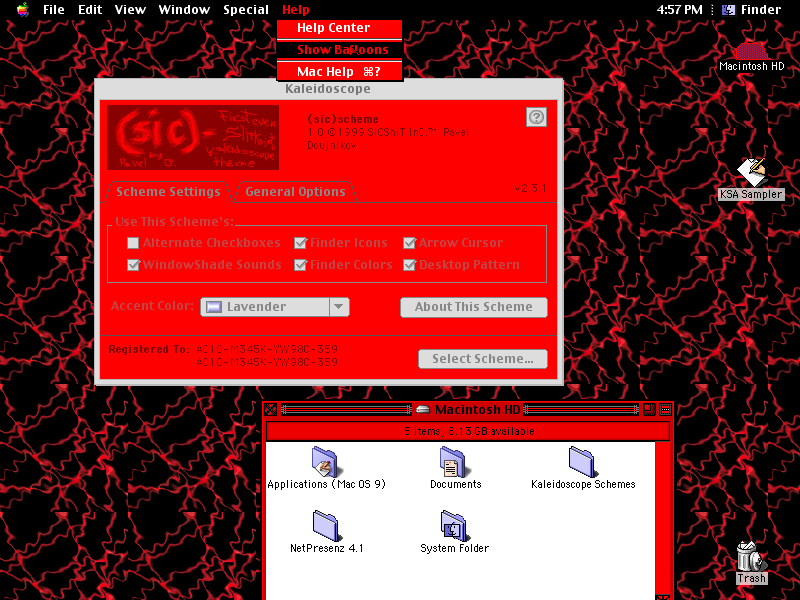 File Edit View Window Special Help 4:57 PM Finder
Help Center
Show Balloons
Mac Help ⌘?
Macintosh HD
KSA Sampler
Trash
Kaleidoscope
(sic)-
First ever
Slitkind
Kaleidoscope
theme
Pavel
(sic)scheme
1.0 ©1999 SiCShiT InC™ Pavel
Doujnikov
Scheme Settings General Options v2.3.1
Use This Scheme's:
Alternate Checkboxes Finder Icons Arrow Cursor
WindowShade Sounds Finder Colors Desktop Pattern
Accent Color: Lavender About This Scheme
Registered To: AC10-M345K-YW98C-359
AC10-M345K-YW98C-359
Select Scheme...
Macintosh HD
5 items, 8.13 GB available
Applications (Mac OS 9) Documents Kaleidoscope Schemes
NetPresenz 4.1 System Folder